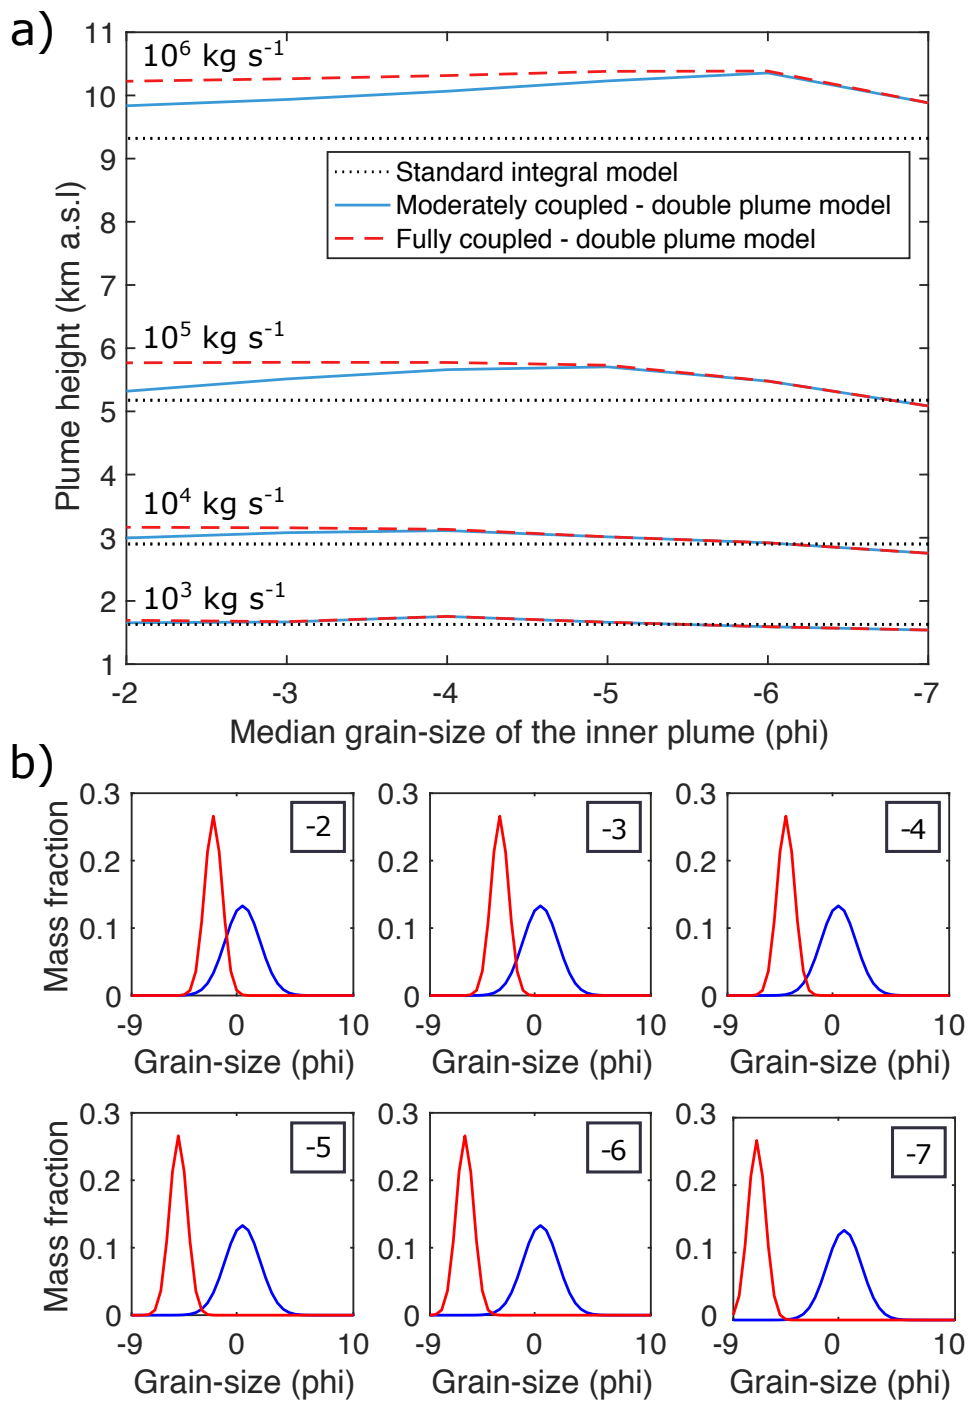 a)
11
10
9
8
7
6
5
4
3
2
1
Plume height (km a.s.l)
10⁶ kg s⁻¹
Standard integral model
Moderately coupled - double plume model
Fully coupled - double plume model
10⁵ kg s⁻¹
10⁴ kg s⁻¹
10³ kg s⁻¹
-2 -3 -4 -5 -6 -7
Median grain-size of the inner plume (phi)
b)
0.3 0.3 0.3
-2 -3 -4
0.2 0.2 0.2
Mass fraction
0.1 0.1 0.1
0 0 0
-9 0 10 -9 0 10 -9 0 10
Grain-size (phi) Grain-size (phi) Grain-size (phi)
0.3 0.3 0.3
-5 -6 -7
0.2 0.2 0.2
Mass fraction
0.1 0.1 0.1
0 0 0
-9 0 10 -9 0 10 -9 0 10
Grain-size (phi) Grain-size (phi) Grain-size (phi)